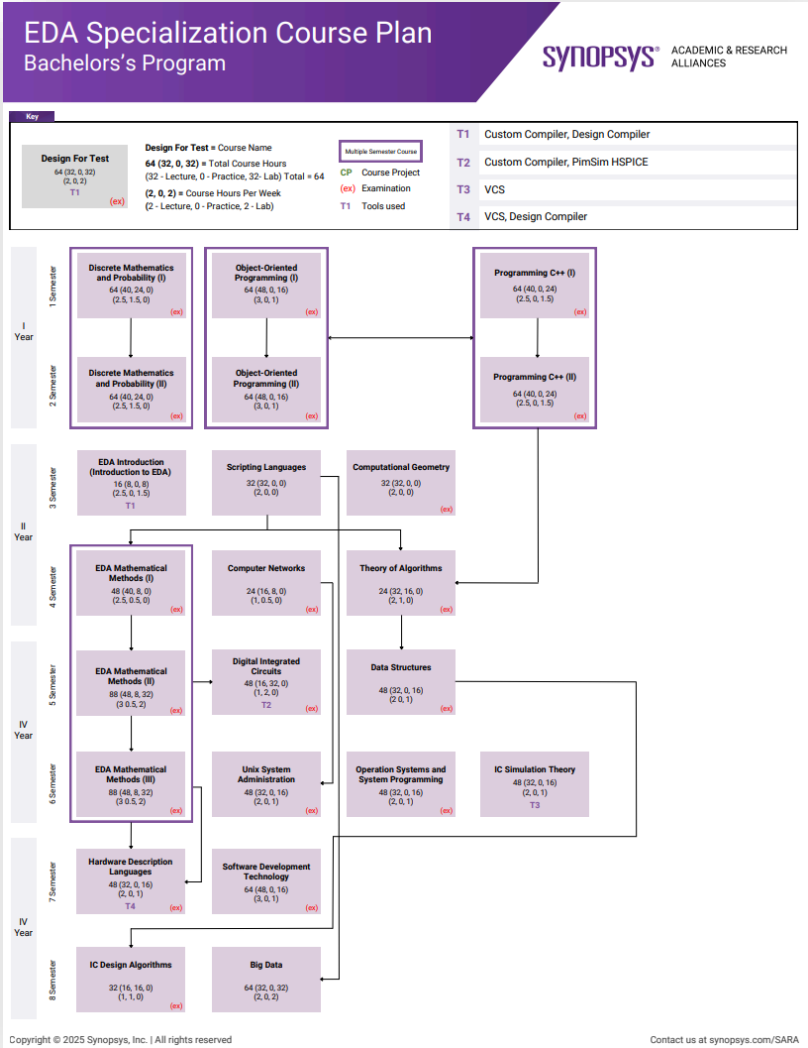 EDA Specialization Course Plan
Bachelors's Program
SYNOPSYS®
ACADEMIC & RESEARCH
ALLIANCES
Key
Design For Test
64 (32, 0, 32)
(2, 0, 2)
T1
(ex)
Design For Test = Course Name
64 (32, 0, 32) = Total Course Hours
(32 - Lecture, 0 - Practice, 32- Lab) Total = 64
(2, 0, 2) = Course Hours Per Week
(2 - Lecture, 0 - Practice, 2 - Lab)
Multiple Semester Course
CP Course Project
(ex) Examination
T1 Tools used
T1 Custom Compiler, Design Compiler
T2 Custom Compiler, PimSim HSPICE
T3 VCS
T4 VCS, Design Compiler
I
Year
1 Semester
Discrete Mathematics
and Probability (I)
64 (40, 24, 0)
(2.5, 1.5, 0)
(ex)
Object-Oriented
Programming (I)
64 (48, 0, 16)
(3, 0, 1)
(ex)
Programming C++ (I)
64 (40, 0, 24)
(2.5, 0, 1.5)
(ex)
2 Semester
Discrete Mathematics
and Probability (II)
64 (40, 24, 0)
(2.5, 1.5, 0)
(ex)
Object-Oriented
Programming (II)
64 (48, 0, 16)
(3, 0, 1)
(ex)
Programming C++ (II)
64 (40, 0, 24)
(2.5, 0, 1.5)
(ex)
II
Year
3 Semester
EDA Introduction
(Introduction to EDA)
16 (8, 0, 8)
(2.5, 0, 1.5)
T1
Scripting Languages
32 (32, 0, 0)
(2, 0, 0)
Computational Geometry
32 (32, 0, 0)
(2, 0, 0)
(ex)
4 Semester
EDA Mathematical
Methods (I)
48 (40, 8, 0)
(2.5, 0.5, 0)
(ex)
Computer Networks
24 (16, 8, 0)
(1, 0.5, 0)
(ex)
Theory of Algorithms
24 (32, 16, 0)
(2, 1, 0)
(ex)
IV
Year
5 Semester
EDA Mathematical
Methods (II)
88 (48, 8, 32)
(3 0.5, 2)
(ex)
Digital Integrated
Circuits
48 (16, 32, 0)
(1, 2, 0)
T2
(ex)
Data Structures
48 (32, 0, 16)
(2 0, 1)
(ex)
6 Semester
EDA Mathematical
Methods (III)
88 (48, 8, 32)
(3 0.5, 2)
(ex)
Unix System
Administration
48 (32, 0, 16)
(2, 0, 1)
(ex)
Operation Systems and
System Programming
48 (32, 0, 16)
(2, 0, 1)
(ex)
IC Simulation Theory
48 (32, 0, 16)
(2, 0, 1)
T3
IV
Year
7 Semester
Hardware Description
Languages
48 (32, 0, 16)
(2, 0, 1)
T4
(ex)
Software Development
Technology
64 (48, 0, 16)
(3, 0, 1)
(ex)
8 Semester
IC Design Algorithms
32 (16, 16, 0)
(1, 1, 0)
(ex)
Big Data
64 (32, 0, 32)
(2, 0, 2)
Copyright © 2025 Synopsys, Inc. | All rights reserved
Contact us at synopsys.com/SARA